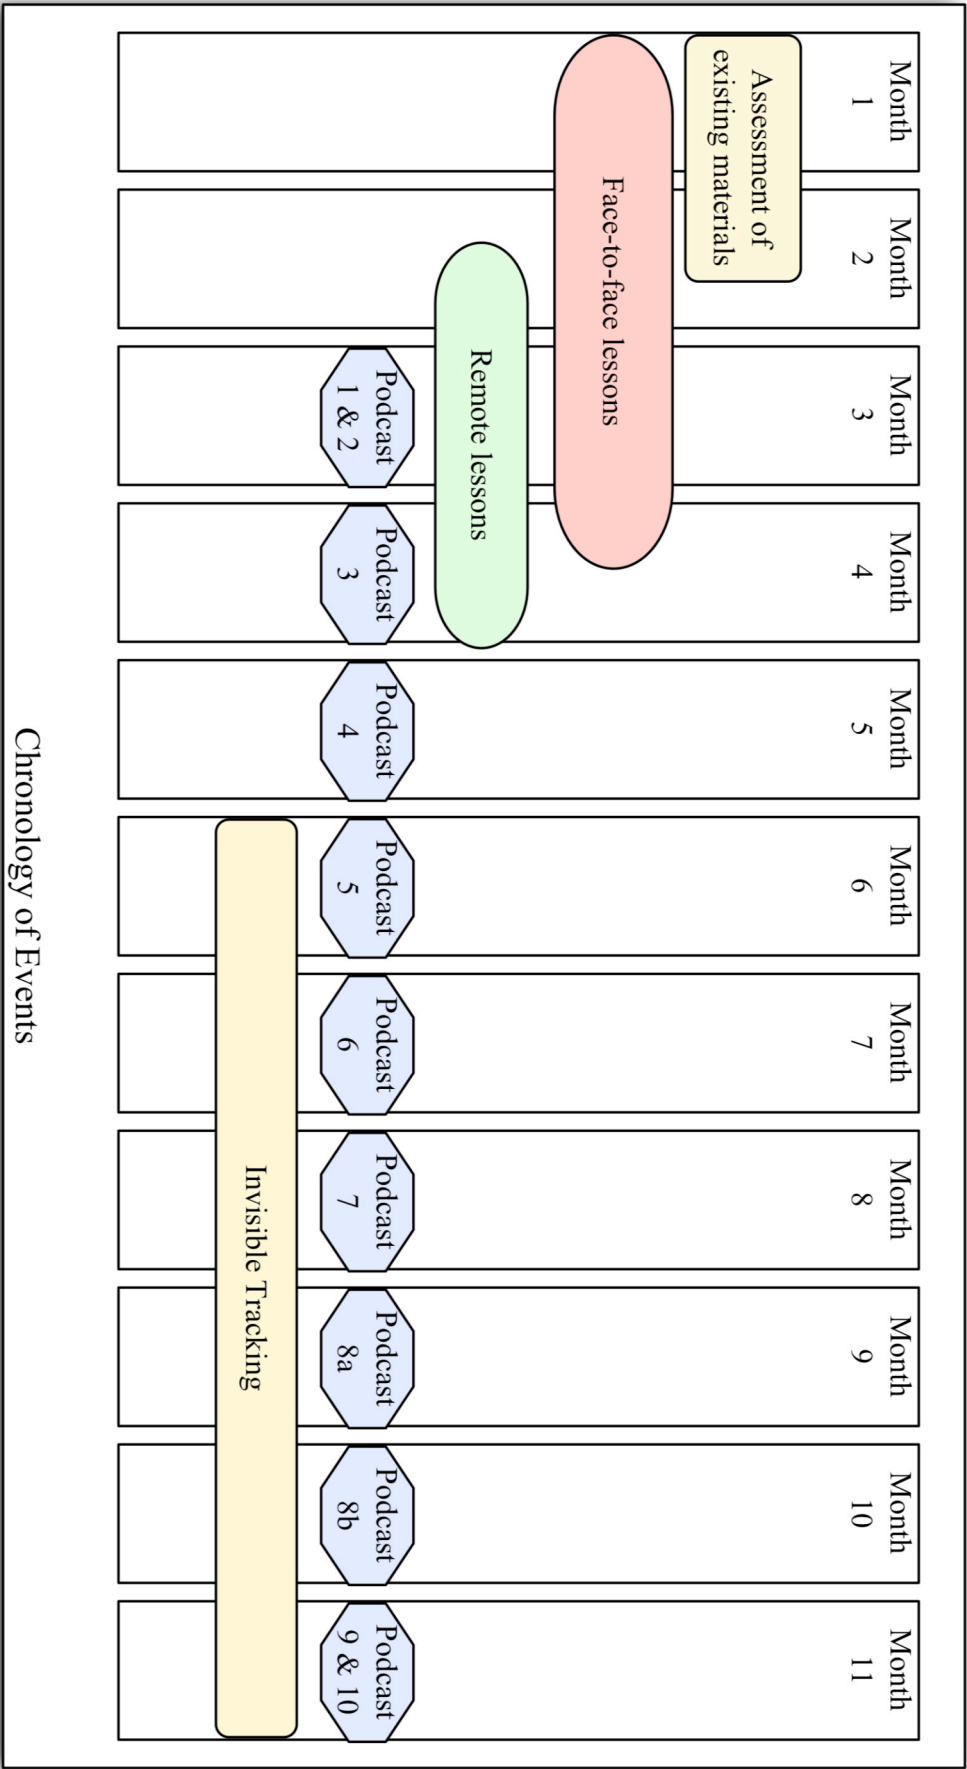 Month
1
Month
2
Month
3
Month
4
Month
5
Month
6
Month
7
Month
8
Month
9
Month
10
Month
11
Assessment of
existing materials
Face-to-face lessons
Remote lessons
Podcast
1 & 2
Podcast
3
Podcast
4
Podcast
5
Podcast
6
Podcast
7
Podcast
8a
Podcast
8b
Podcast
9 & 10
Invisible Tracking
Chronology of Events